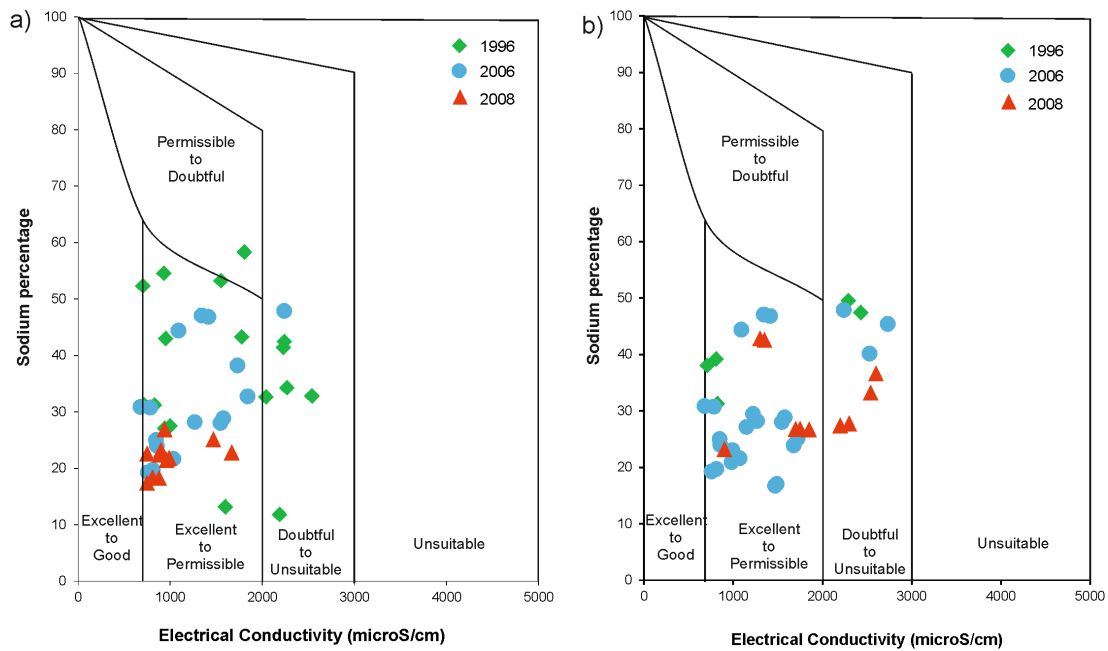 a)
100
90
80
70
60
50
40
30
20
10
0
Sodium percentage
1996
2006
2008
Permissible
to
Doubtful
Excellent
to
Good
Excellent
to
Permissible
Doubtful
to
Unsuitable
Unsuitable
0
1000
2000
3000
4000
5000
Electrical Conductivity (microS/cm)
b)
100
90
80
70
60
50
40
30
20
10
0
Sodium percentage
1996
2006
2008
Permissible
to
Doubtful
Excellent
to
Good
Excellent
to
Permissible
Doubtful
to
Unsuitable
Unsuitable
0
1000
2000
3000
4000
5000
Electrical Conductivity (microS/cm)